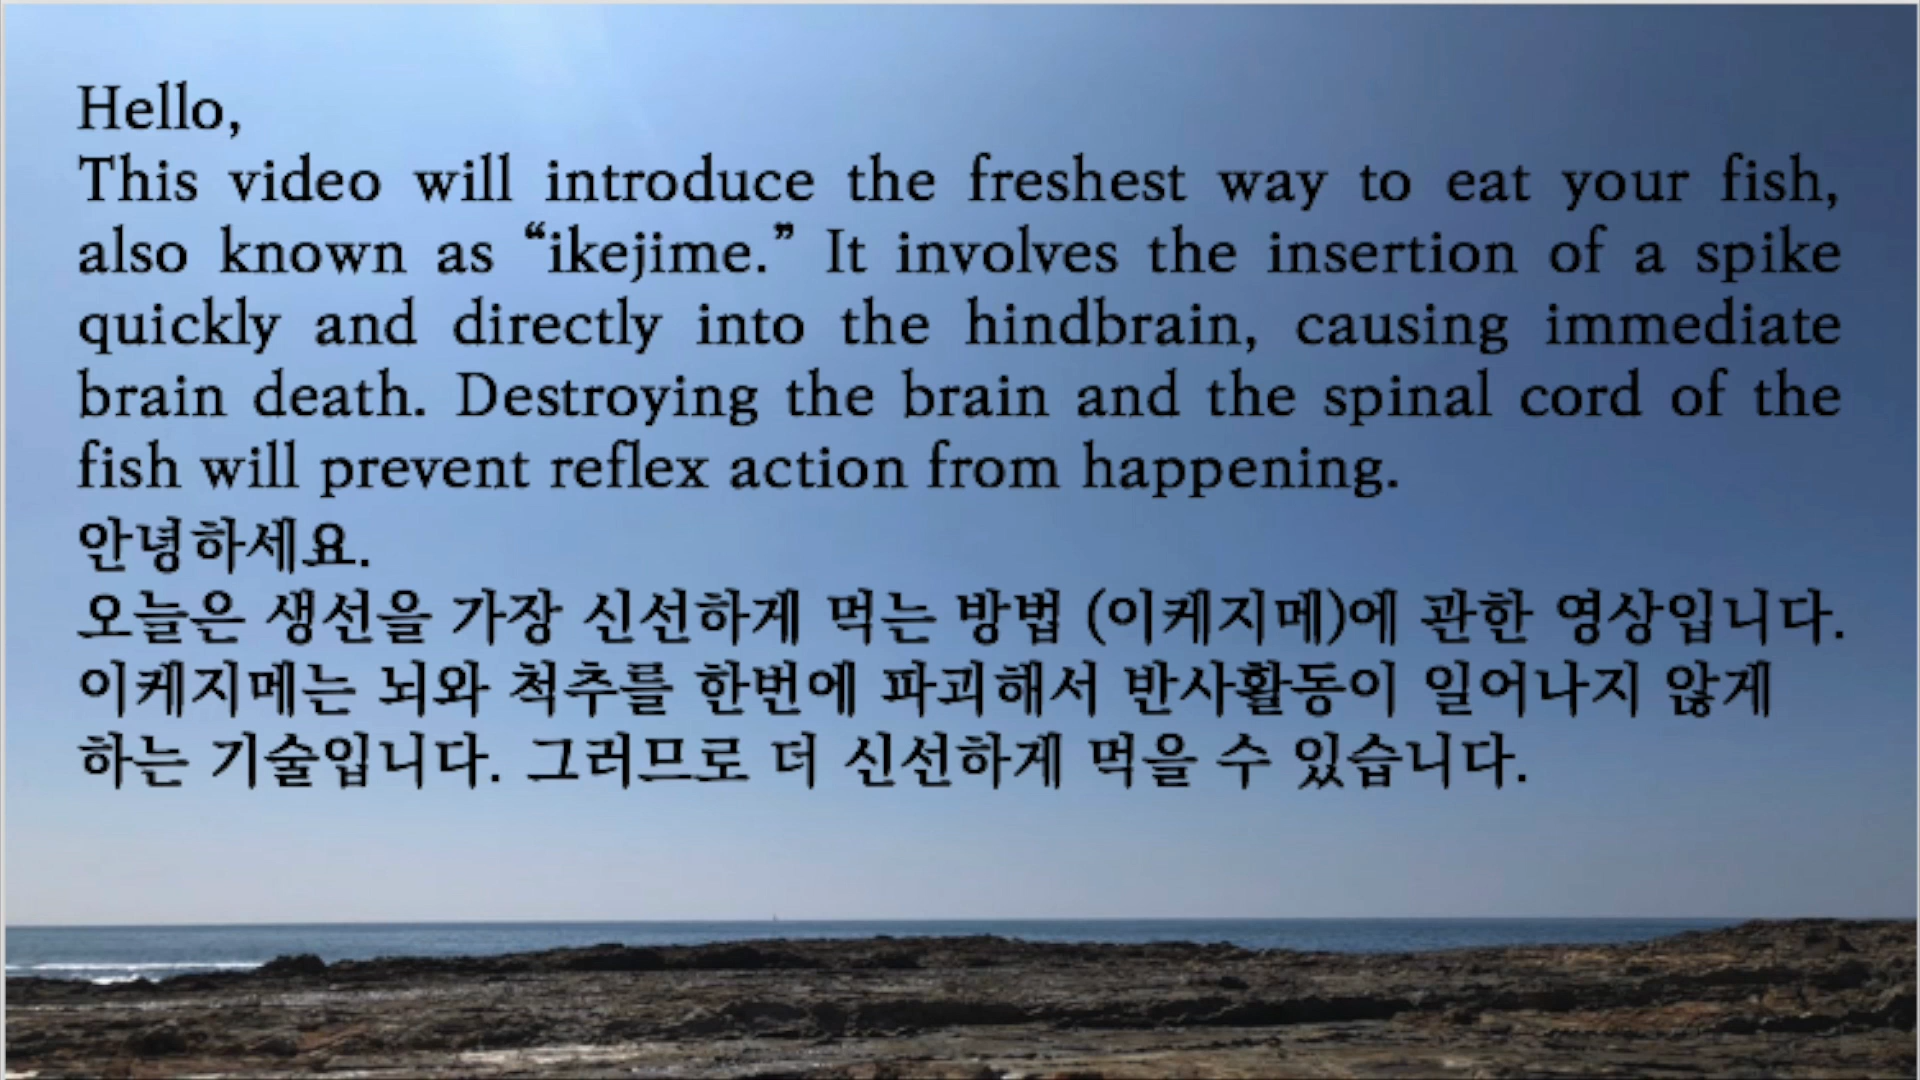 Hello,
This video will introduce the freshest way to eat your fish,
also known as “ikejime.” It involves the insertion of a spike
quickly and directly into the hindbrain, causing immediate
brain death. Destroying the brain and the spinal cord of the
fish will prevent reflex action from happening.
안녕하세요.
오늘은 생선을 가장 신선하게 먹는 방법 (이케지메)에 관한 영상입니다.
이케지메는 뇌와 척추를 한번에 파괴해서 반사활동이 일어나지 않게
하는 기술입니다. 그러므로 더 신선하게 먹을 수 있습니다.